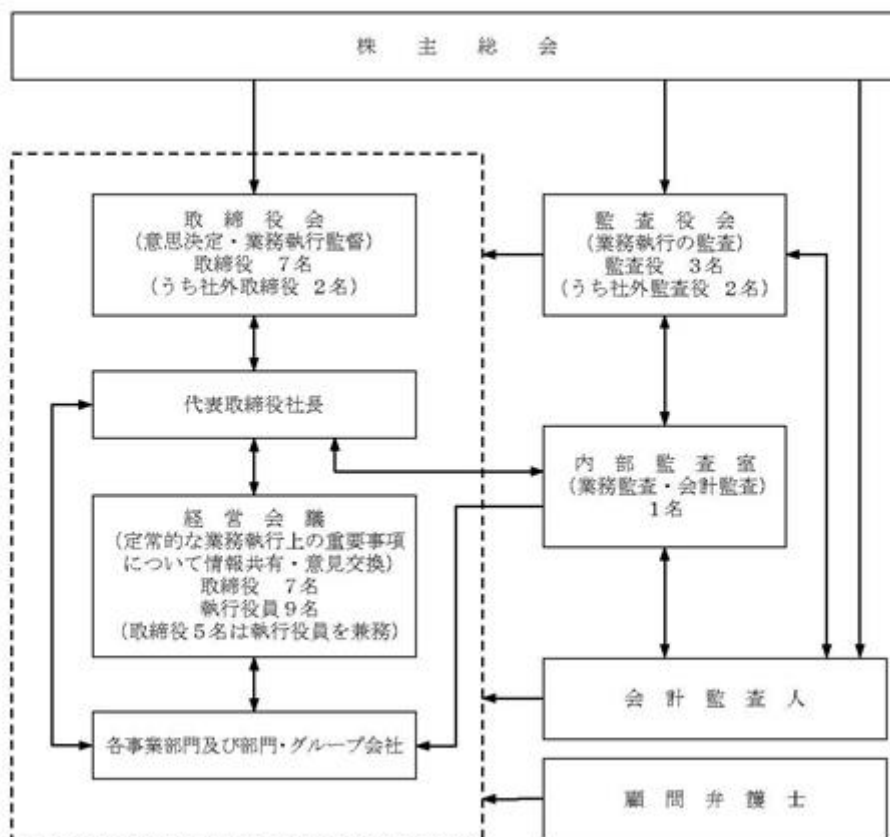 株主総会
取締役会
(意思決定・業務執行監督)
取締役 7名
(うち社外取締役 2名)
監査役会
(業務執行の監査)
監査役 3名
(うち社外監査役 2名)
代表取締役社長
内部監査室
(業務監査・会計監査)
1名
経営会議
(定常的な業務執行上の重要事項
について情報共有・意見交換)
取締役 7名
執行役員9名
(取締役5名は執行役員を兼務)
会計監査人
各事業部門及び部門・グループ会社
顧問弁護士